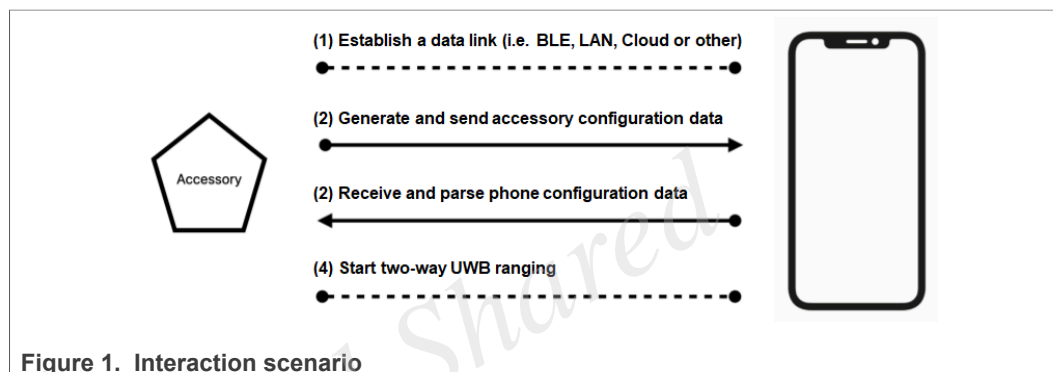 (1) Establish a data link (i.e. BLE, LAN, Cloud or other)
(2) Generate and send accessory configuration data
Accessory
(2) Receive and parse phone configuration data
(4) Start two-way UWB ranging
Shared
Figure 1. Interaction scenario